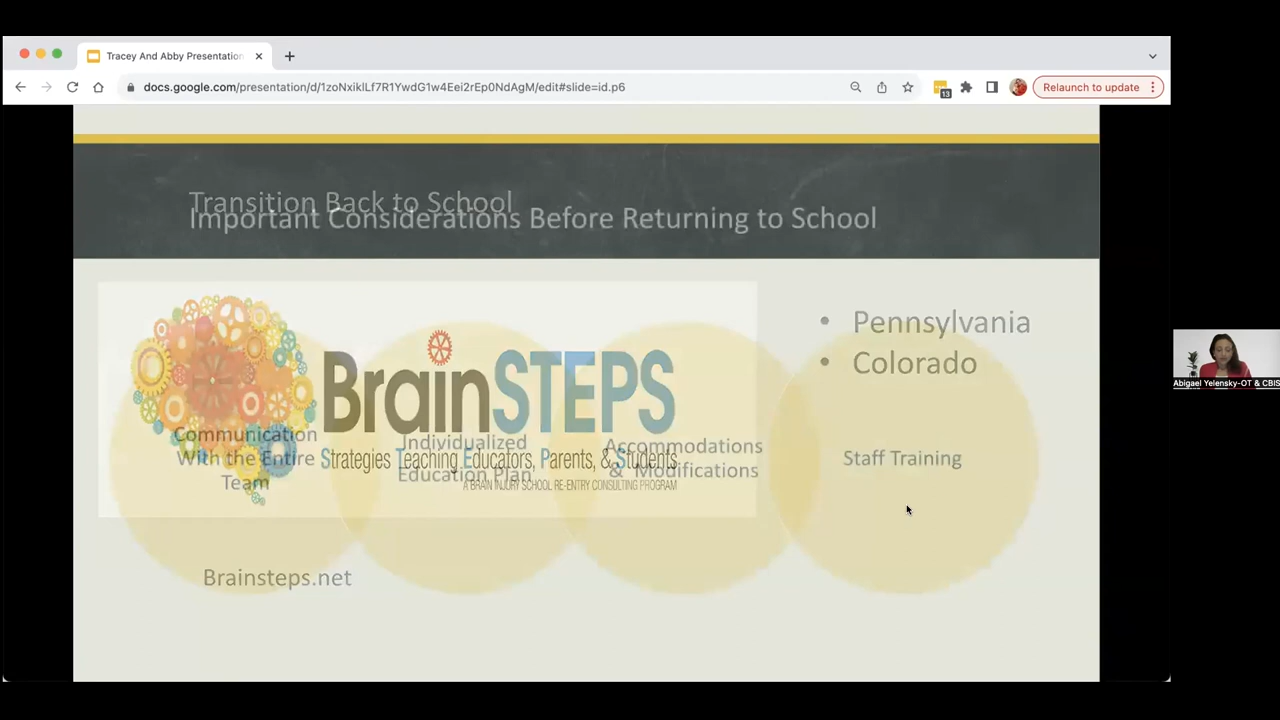 Tracey And Abby Presentation
docs.google.com/presentation/d/1zoNxiklLf7R1YwdG1w4Eei2rEp0NdAgM/edit#slide=id.p6
13
Relaunch to update
Transition Back to School
Important Considerations Before Returning to School
BrainSTEPS
Strategies Teaching Educators, Parents, & Students
A BRAIN INJURY SCHOOL RE-ENTRY CONSULTING PROGRAM
• Pennsylvania
• Colorado
Communication
With the Entire
Team
Individualized
Education Plan
Accommodations
& Modifications
Staff Training
Brainsteps.net
Abigael Yelensky-OT & CBIS